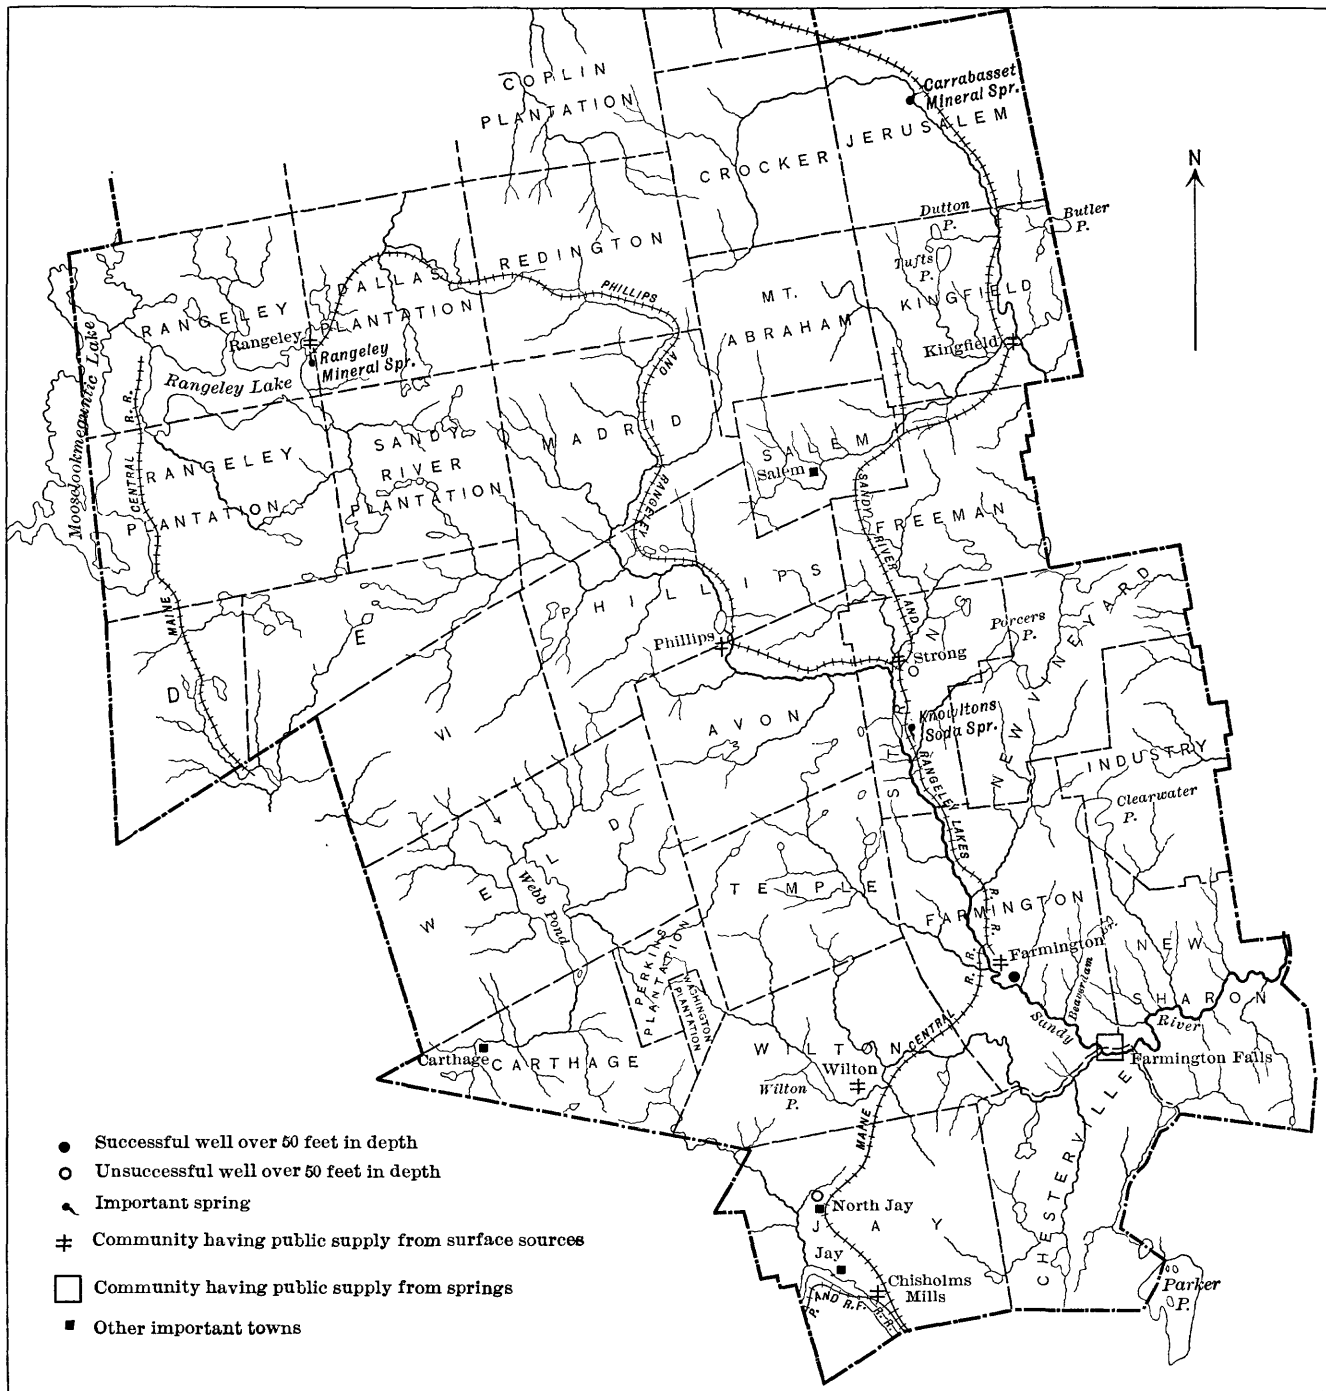 COPLIN
PLANTATION
Carrabasset
Mineral Spr.
CROCKER
JERUSALEM
N
Dutton
P.
Butler
P.
Tufts
P.
KINGFIELD
Kingfield
MT.
ABRAHAM
REDINGTON
DALLAS
PLANTATION
RANGELEY
Rangeley
Rangeley
Mineral Spr.
Rangeley Lake
Mooselookmeguntic Lake
PHILLIPS
AND
RANGELEY
MADRID
SANDY
RIVER
PLANTATION
RANGELEY
PLANTATION
MAINE
CENTRAL
R. R.
SALEM
Salem
FREEMAN
SANDY
RIVER
AND
RANGELEY LAKES
R. R.
D
E
PHILLIPS
Phillips
STRONG
Strong
Porcers
P.
NEW VINEYARD
Knowltons
Soda Spr.
AVON
INDUSTRY
Clearwater
P.
WELD
Webb Pond
TEMPLE
FARMINGTON
Farmington
NEW
SHARON
Beaverdam Br.
Sandy
River
Farmington Falls
PERKINS
PLANTATION
WASHINGTON
PLANTATION
Carthage
CARTHAGE
WILTON
Wilton
Wilton
P.
MAINE
CENTRAL
R. R.
CHESTERVILLE
North Jay
JAY
Jay
Chisholms
Mills
P. AND R.F. R. R.
Parker
P.
Successful well over 50 feet in depth
Unsuccessful well over 50 feet in depth
Important spring
Community having public supply from surface sources
Community having public supply from springs
Other important towns